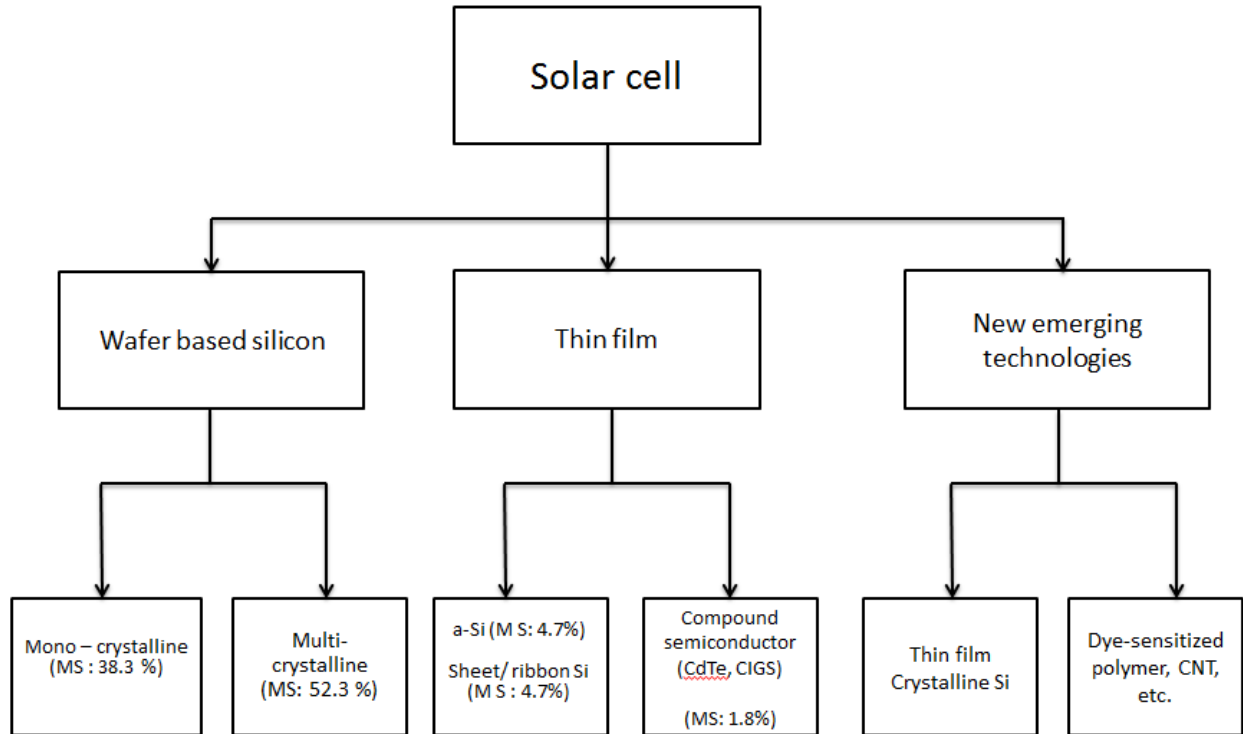 Solar cell
Wafer based silicon
Thin film
New emerging
technologies
Mono – crystalline
(MS : 38.3 %)
Multi-
crystalline
(MS: 52.3 %)
a-Si (M S: 4.7%)
Sheet/ ribbon Si
(M S : 4.7%)
Compound
semiconductor
(CdTe, CIGS)
(MS: 1.8%)
Thin film
Crystalline Si
Dye-sensitized
polymer, CNT,
etc.